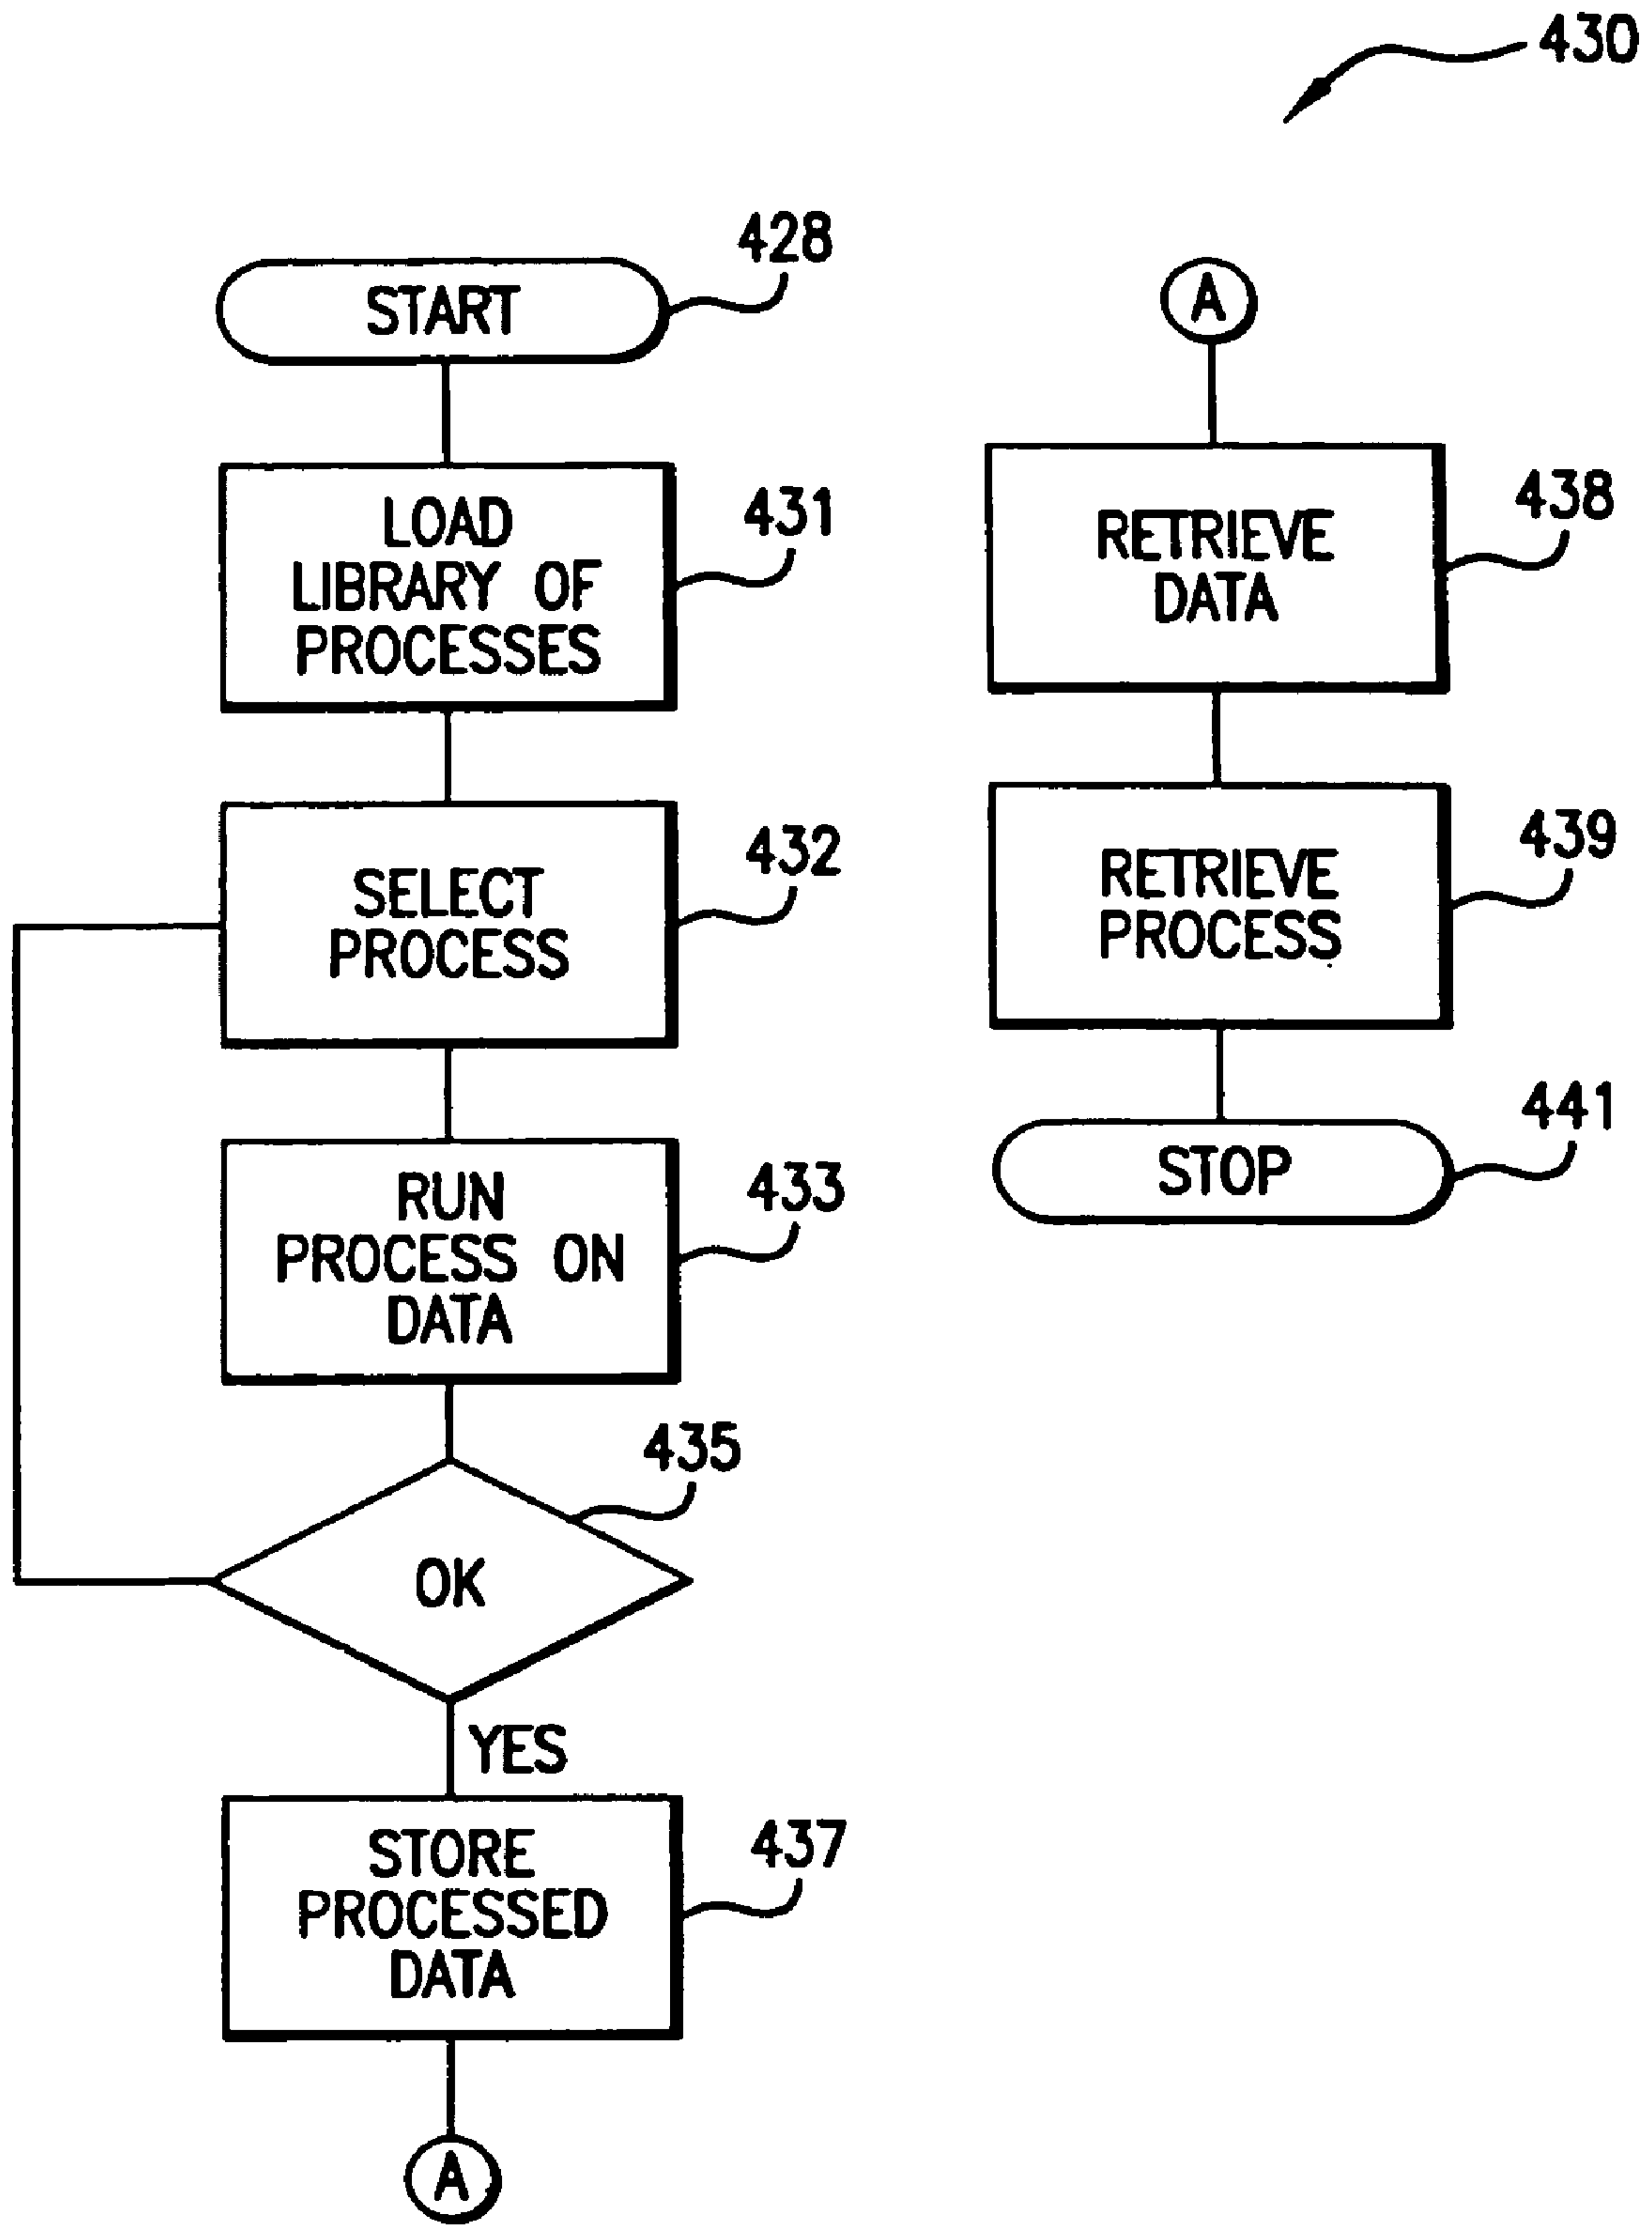 430
428
START
431
LOAD
LIBRARY OF
PROCESSES
432
SELECT
PROCESS
433
RUN
PROCESS ON
DATA
435
OK
YES
437
STORE
PROCESSED
DATA
A
A
438
RETRIEVE
DATA
439
RETRIEVE
PROCESS
441
STOP